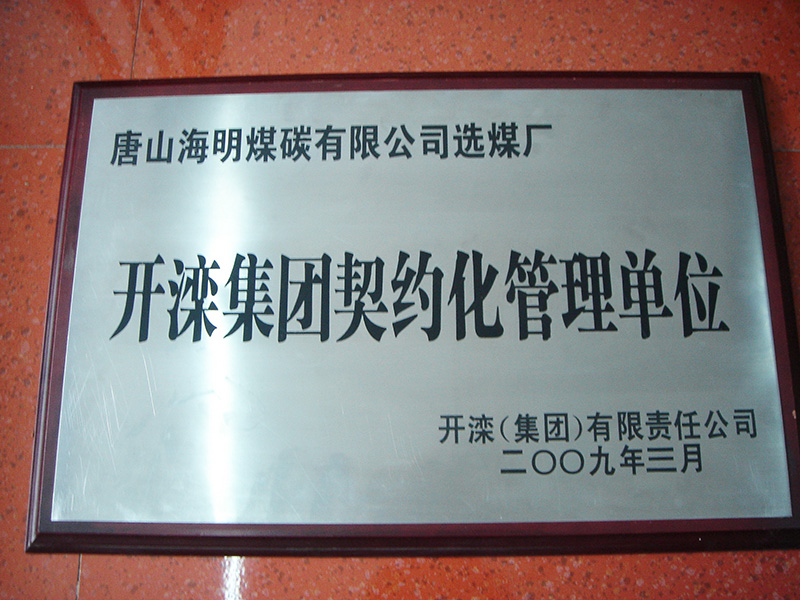 唐山海明煤碳有限公司选煤厂
开滦集团契约化管理单位
开滦(集团)有限责任公司
二〇〇九年三月